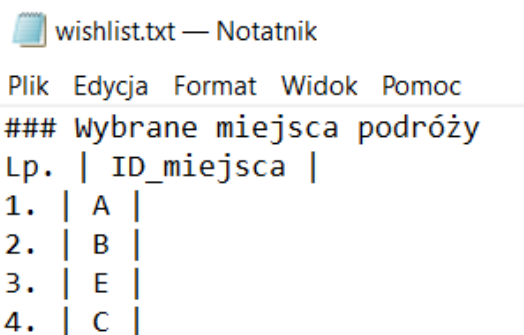 wishlist.txt — Notatnik
Plik Edycja Format Widok Pomoc
### Wybrane miejsca podróży
Lp. | ID_miejsca |
1. | A |
2. | B |
3. | E |
4. | C |